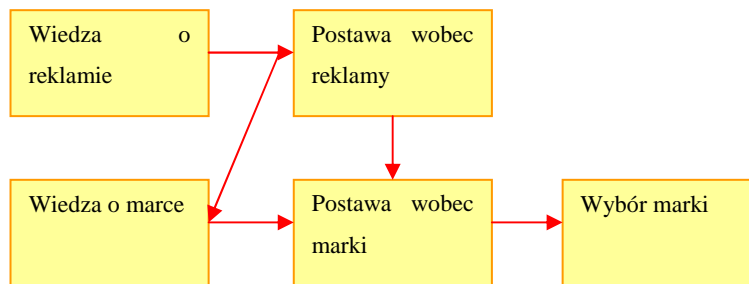 Wiedza o
reklamie
Postawa wobec
reklamy
Wiedza o marce
Postawa wobec
marki
Wybór marki